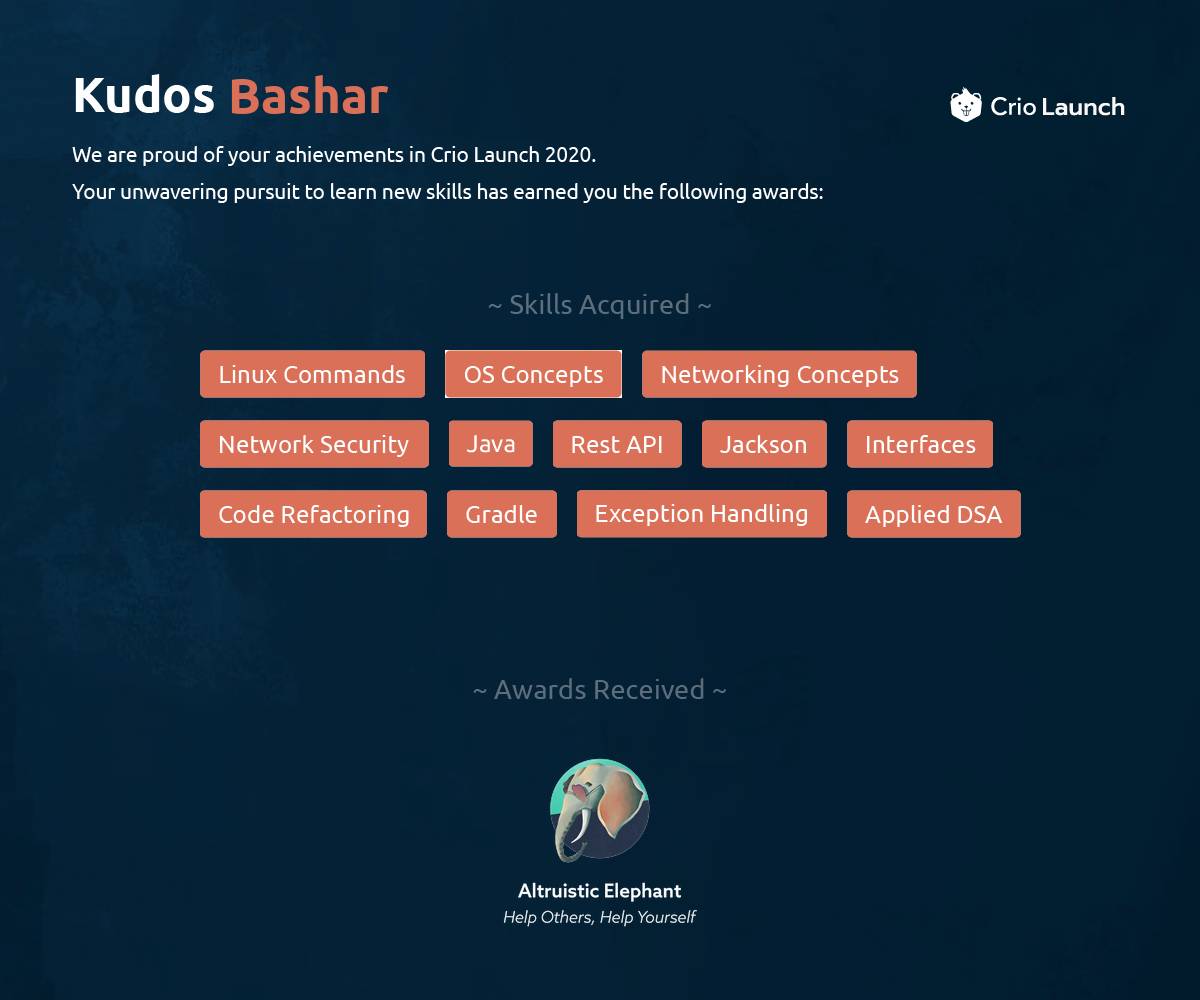 Kudos Bashar
Crio Launch
We are proud of your achievements in Crio Launch 2020.
Your unwavering pursuit to learn new skills has earned you the following awards:
~ Skills Acquired ~
Linux Commands OS Concepts Networking Concepts
Network Security Java Rest API Jackson Interfaces
Code Refactoring Gradle Exception Handling Applied DSA
~ Awards Received ~
Altruistic Elephant
Help Others, Help Yourself